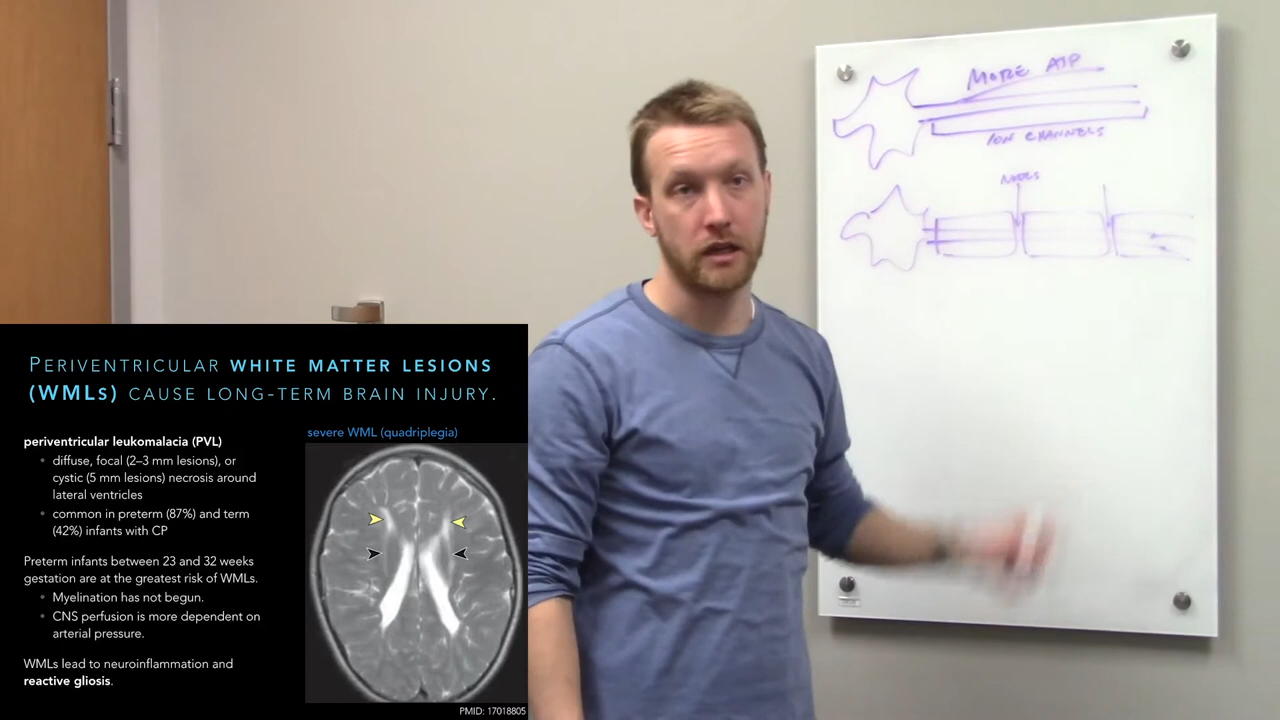 MORE ATP
ION CHANNELS
NODES
PERIVENTRICULAR WHITE MATTER LESIONS
(WMLS) CAUSE LONG-TERM BRAIN INJURY.
periventricular leukomalacia (PVL)
• diffuse, focal (2–3 mm lesions), or
cystic (5 mm lesions) necrosis around
lateral ventricles
• common in preterm (87%) and term
(42%) infants with CP
Preterm infants between 23 and 32 weeks
gestation are at the greatest risk of WMLs.
• Myelination has not begun.
• CNS perfusion is more dependent on
arterial pressure.
WMLs lead to neuroinflammation and
reactive gliosis.
severe WML (quadriplegia)
PMID: 17018805